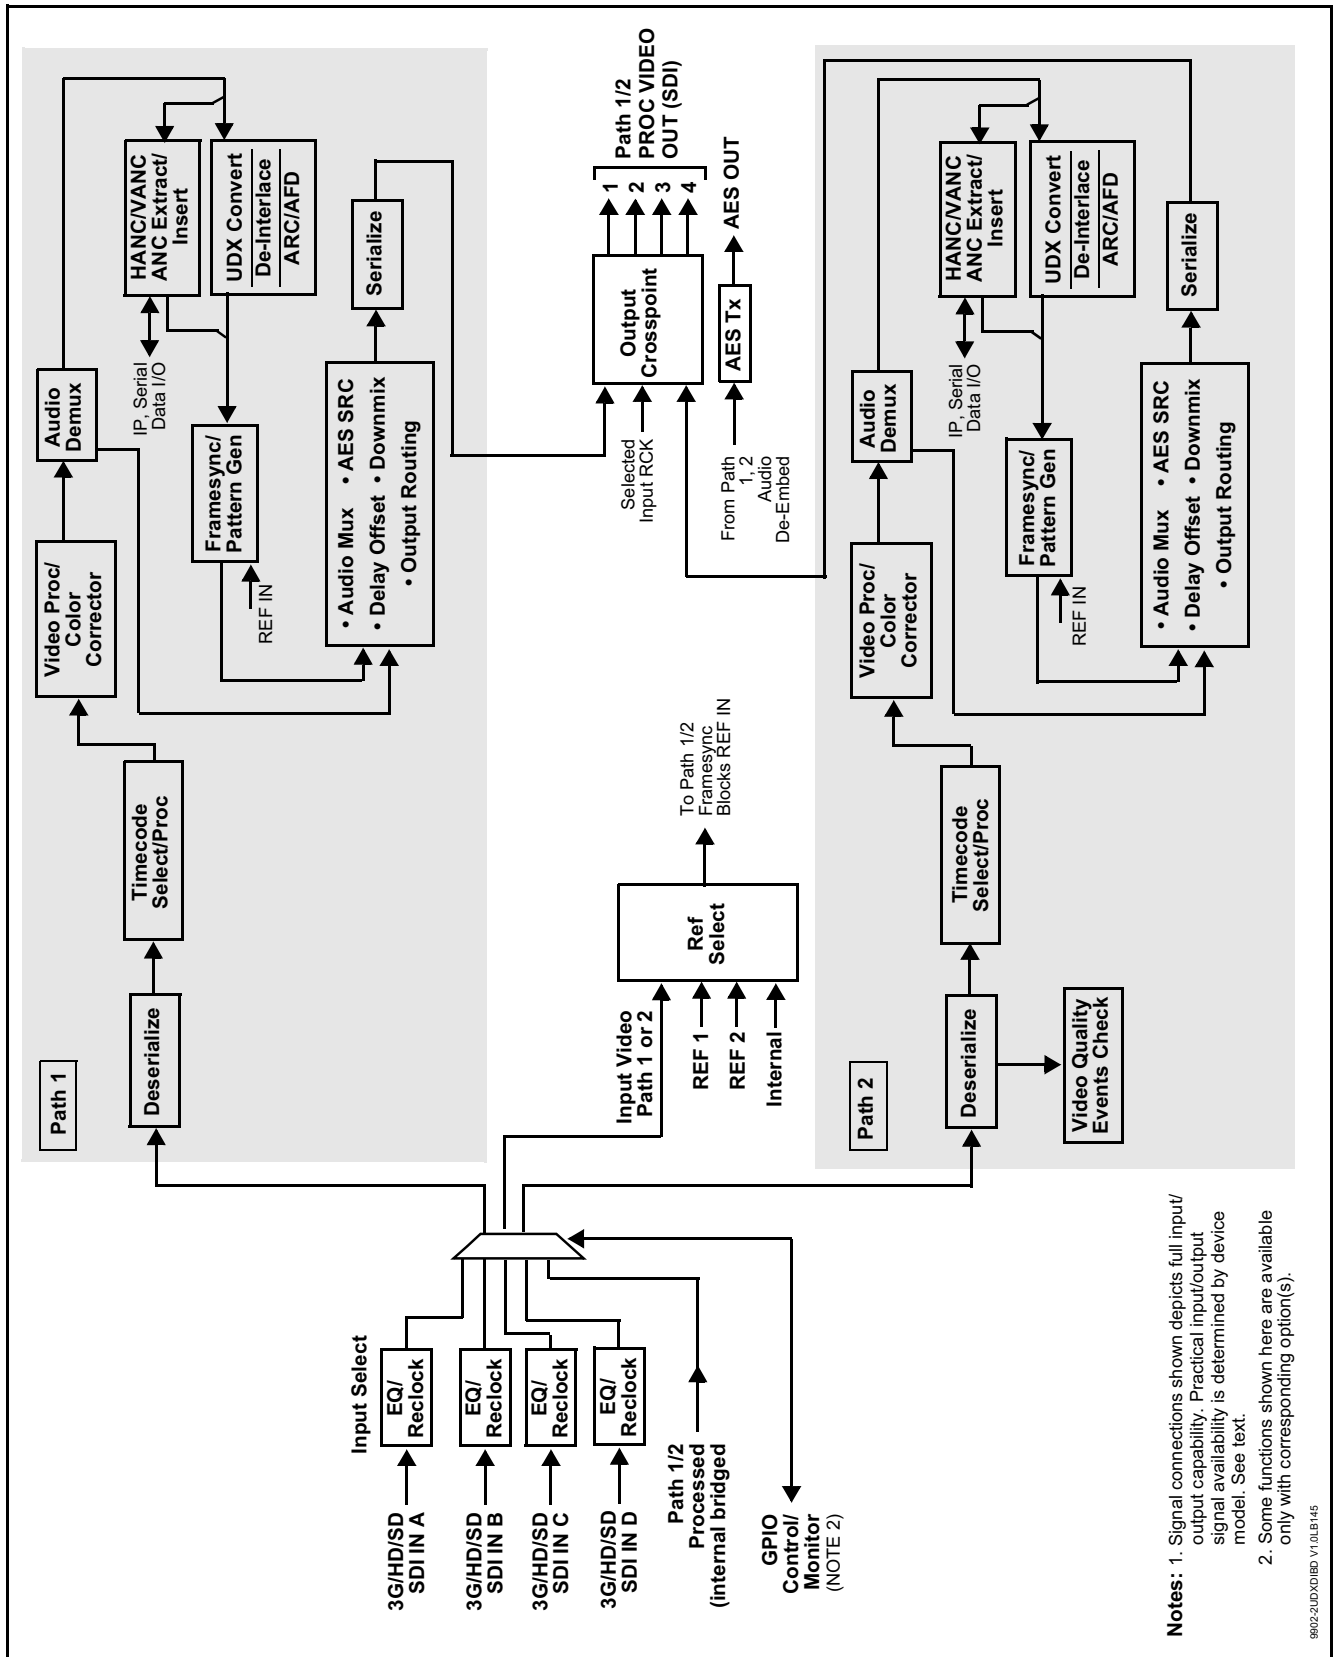 Input Select
3G/HD/SD
SDI IN A
EQ/
Reclock
3G/HD/SD
SDI IN B
EQ/
Reclock
3G/HD/SD
SDI IN C
EQ/
Reclock
3G/HD/SD
SDI IN D
EQ/
Reclock
Path 1/2
Processed
(internal bridged)
GPIO
Control/
Monitor
(NOTE 2)
Path 1
Deserialize
Timecode
Select/Proc
Video Proc/
Color
Corrector
Audio
Demux
HANC/VANC
ANC Extract/
Insert
IP, Serial
Data I/O
UDX Convert
De-Interlace
ARC/AFD
Framesync/
Pattern Gen
REF IN
• Audio Mux • AES SRC
• Delay Offset • Downmix
• Output Routing
Serialize
Input Video
Path 1 or 2
REF 1
REF 2
Internal
Ref
Select
To Path 1/2
Framesync
Blocks REF IN
Selected
Input RCK
Output
Crosspoint
1
2
3
4
Path 1/2
PROC VIDEO
OUT (SDI)
From Path
1, 2
Audio
De-Embed
AES Tx
AES OUT
Path 2
Deserialize
Video Quality
Events Check
Timecode
Select/Proc
Video Proc/
Color
Corrector
Audio
Demux
HANC/VANC
ANC Extract/
Insert
IP, Serial
Data I/O
UDX Convert
De-Interlace
ARC/AFD
Framesync/
Pattern Gen
REF IN
• Audio Mux • AES SRC
• Delay Offset • Downmix
• Output Routing
Serialize
Notes: 1. Signal connections shown depicts full input/
output capability. Practical input/output
signal availability is determined by device
model. See text.
2. Some functions shown here are available
only with corresponding option(s).
9902-2UDXDIBD V1.0LB145